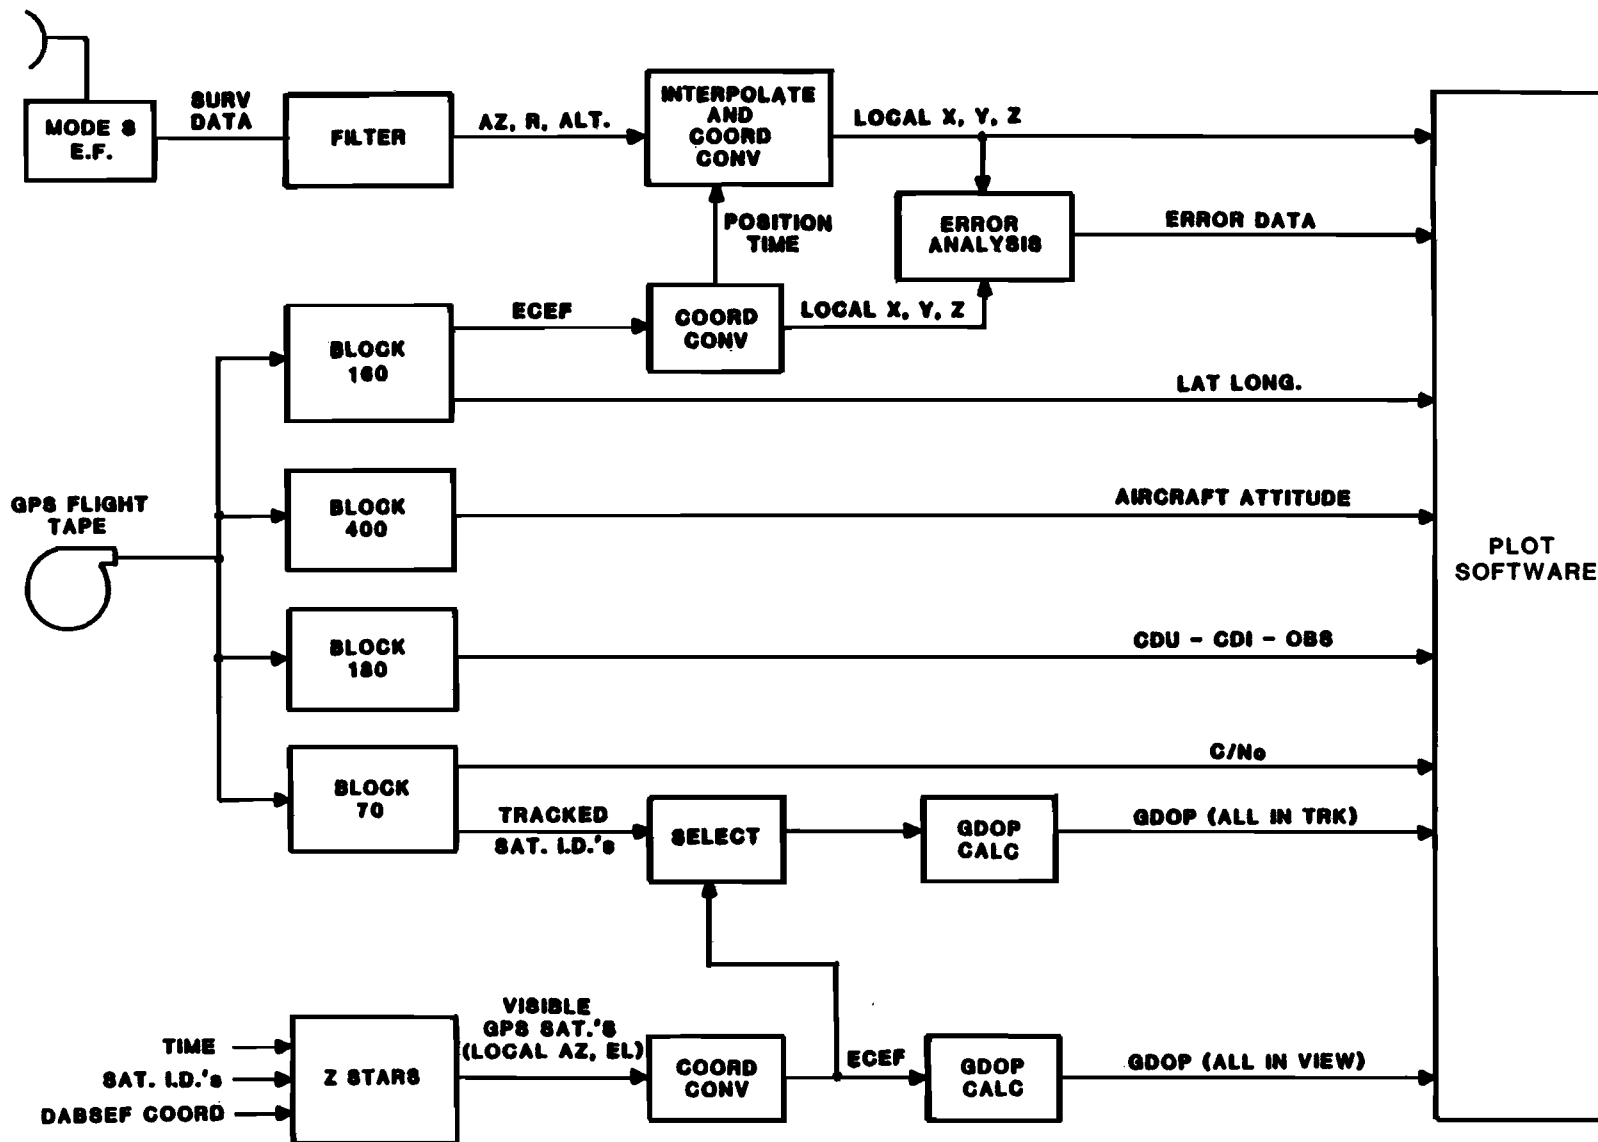 SURV
DATA
MODE S
E.F.
FILTER
AZ, R, ALT.
INTERPOLATE
AND
COORD
CONV
LOCAL X, Y, Z
POSITION
TIME
ERROR
ANALYSIS
ERROR DATA
BLOCK
160
ECEF
COORD
CONV
LOCAL X, Y, Z
LAT LONG.
GPS FLIGHT
TAPE
BLOCK
400
AIRCRAFT ATTITUDE
PLOT
SOFTWARE
BLOCK
180
CDU - CDI - OBS
BLOCK
70
C/No
TRACKED
SAT. I.D.'s
SELECT
GDOP
CALC
GDOP (ALL IN TRK)
TIME
SAT. I.D.'s
DABSEF COORD
Z STARS
VISIBLE
GPS SAT.'S
(LOCAL AZ, EL)
COORD
CONV
ECEF
GDOP
CALC
GDOP (ALL IN VIEW)